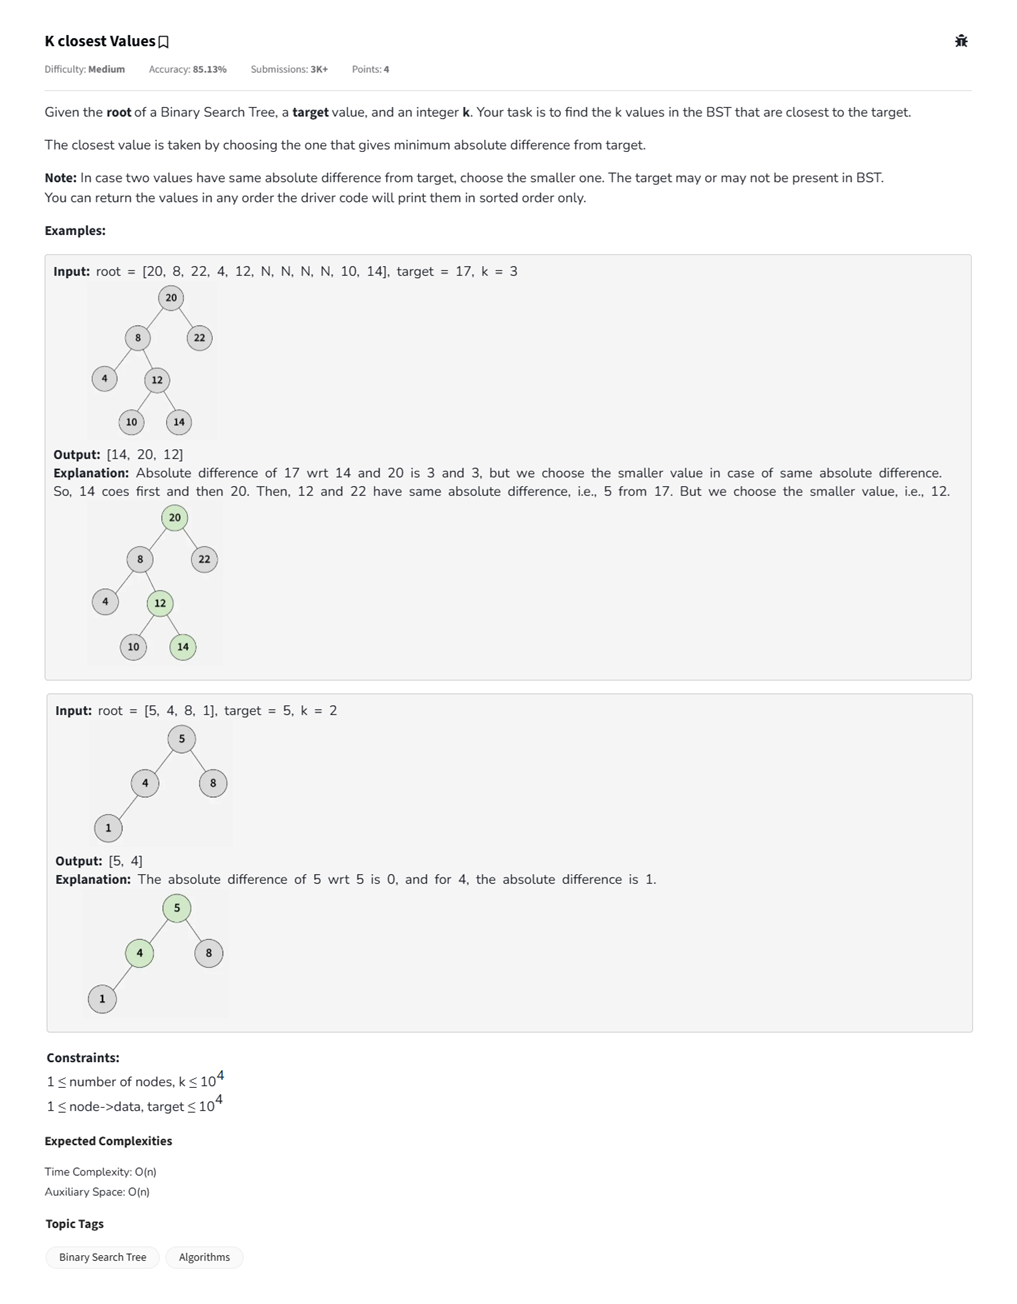 K closest Values
Difficulty: Medium Accuracy: 85.13% Submissions: 3K+ Points: 4
Given the root of a Binary Search Tree, a target value, and an integer k. Your task is to find the k values in the BST that are closest to the target.
The closest value is taken by choosing the one that gives minimum absolute difference from target.
Note: In case two values have same absolute difference from target, choose the smaller one. The target may or may not be present in BST.
You can return the values in any order the driver code will print them in sorted order only.
Examples:
Input: root = [20, 8, 22, 4, 12, N, N, N, N, 10, 14], target = 17, k = 3
20
8 22
4 12
10 14
Output: [14, 20, 12]
Explanation: Absolute difference of 17 wrt 14 and 20 is 3 and 3, but we choose the smaller value in case of same absolute difference.
So, 14 coes first and then 20. Then, 12 and 22 have same absolute difference, i.e., 5 from 17. But we choose the smaller value, i.e., 12.
20
8 22
4 12
10 14
Input: root = [5, 4, 8, 1], target = 5, k = 2
5
4 8
1
Output: [5, 4]
Explanation: The absolute difference of 5 wrt 5 is 0, and for 4, the absolute difference is 1.
5
4 8
1
Constraints:
1 ≤ number of nodes, k ≤ 10⁴
1 ≤ node->data, target ≤ 10⁴
Expected Complexities
Time Complexity: O(n)
Auxiliary Space: O(n)
Topic Tags
Binary Search Tree Algorithms